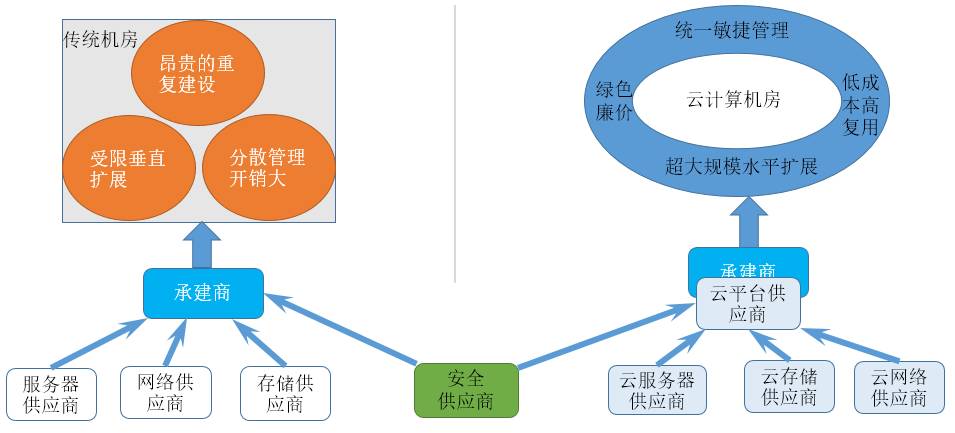 传统机房
昂贵的重
复建设
受限垂直
扩展
分散管理
开销大
承建商
服务器
供应商
网络供
应商
存储供
应商
安全
供应商
统一敏捷管理
绿色
廉价
云计算机房
低成
本高
复用
超大规模水平扩展
承建商
云平台供
应商
云服务器
供应商
云存储
供应商
云网络
供应商